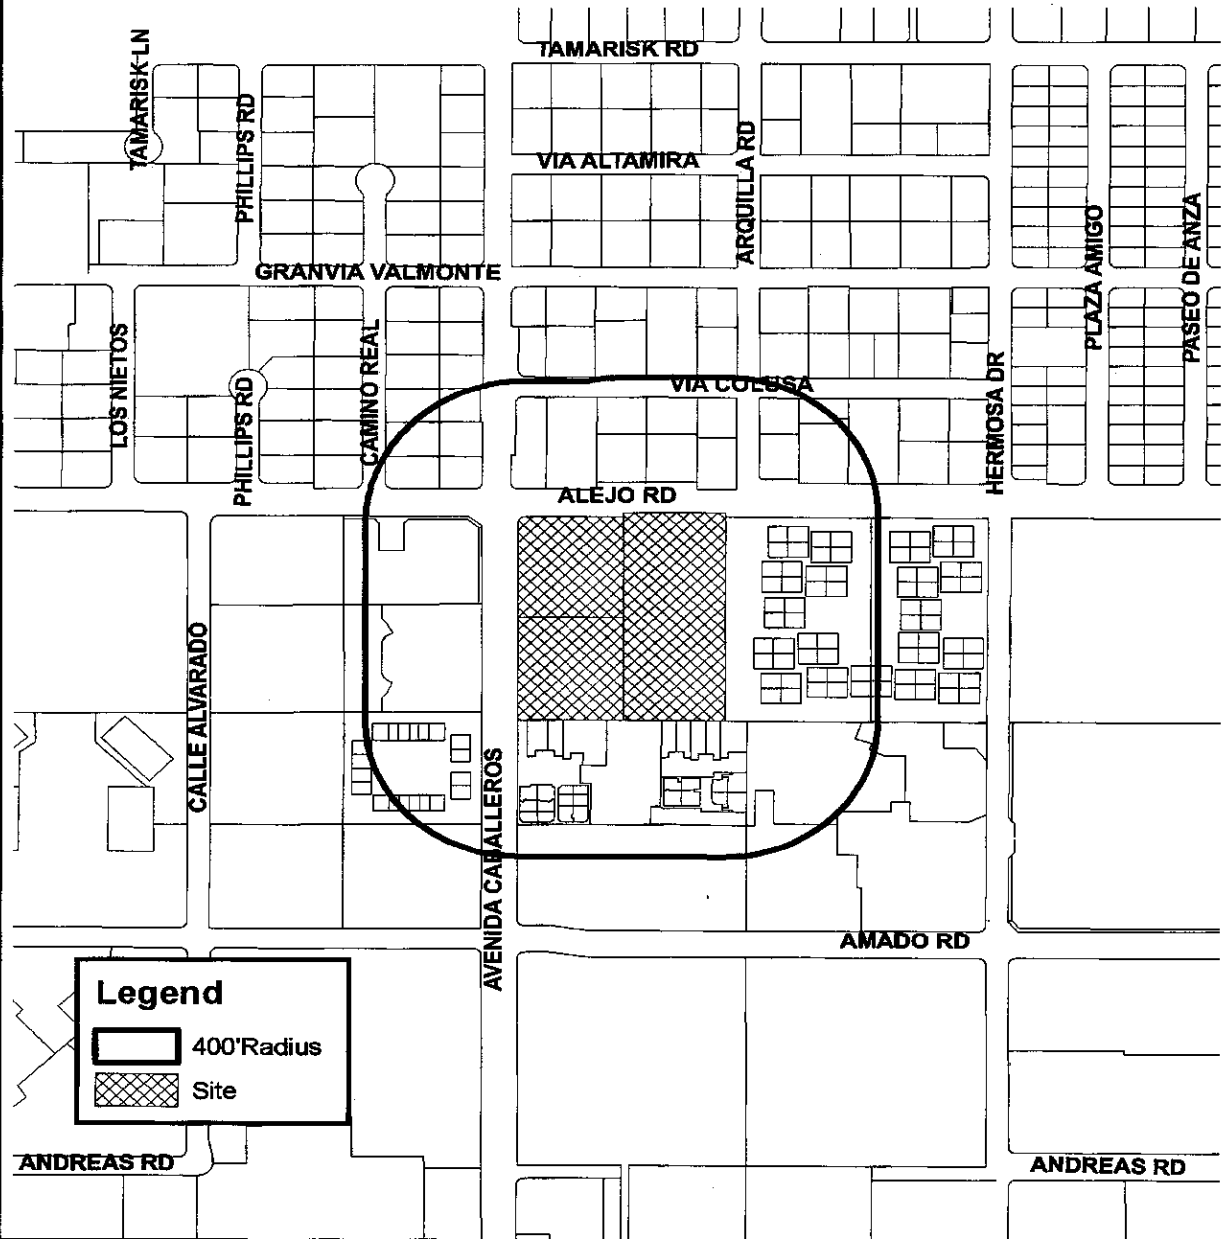 TAMARISK RD
TAMARISK LN
PHILLIPS RD
VIA ALTAMIRA
ARQUILLA RD
PLAZA AMIGO
PASEO DE ANZA
GRANVIA VALMONTE
LOS NIETOS
CAMINO REAL
PHILLIPS RD
VIA COLUSA
HERMOSA DR
ALEJO RD
CALLE ALVARADO
AVENIDA CABALLEROS
AMADO RD
Legend
400'Radius
Site
ANDREAS RD
ANDREAS RD